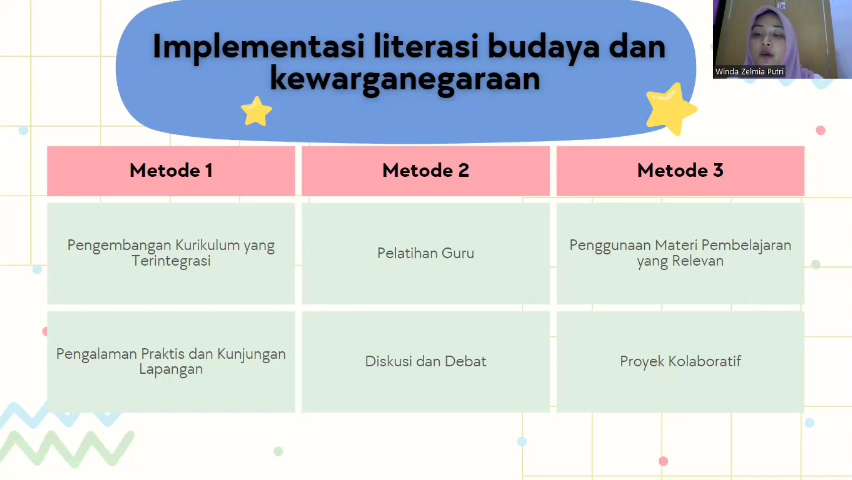 Implementasi literasi budaya dan
kewarganegaraan
Winda Zelmia Putri
Metode 1
Metode 2
Metode 3
Pengembangan Kurikulum yang
Terintegrasi
Pelatihan Guru
Penggunaan Materi Pembelajaran
yang Relevan
Pengalaman Praktis dan Kunjungan
Lapangan
Diskusi dan Debat
Proyek Kolaboratif